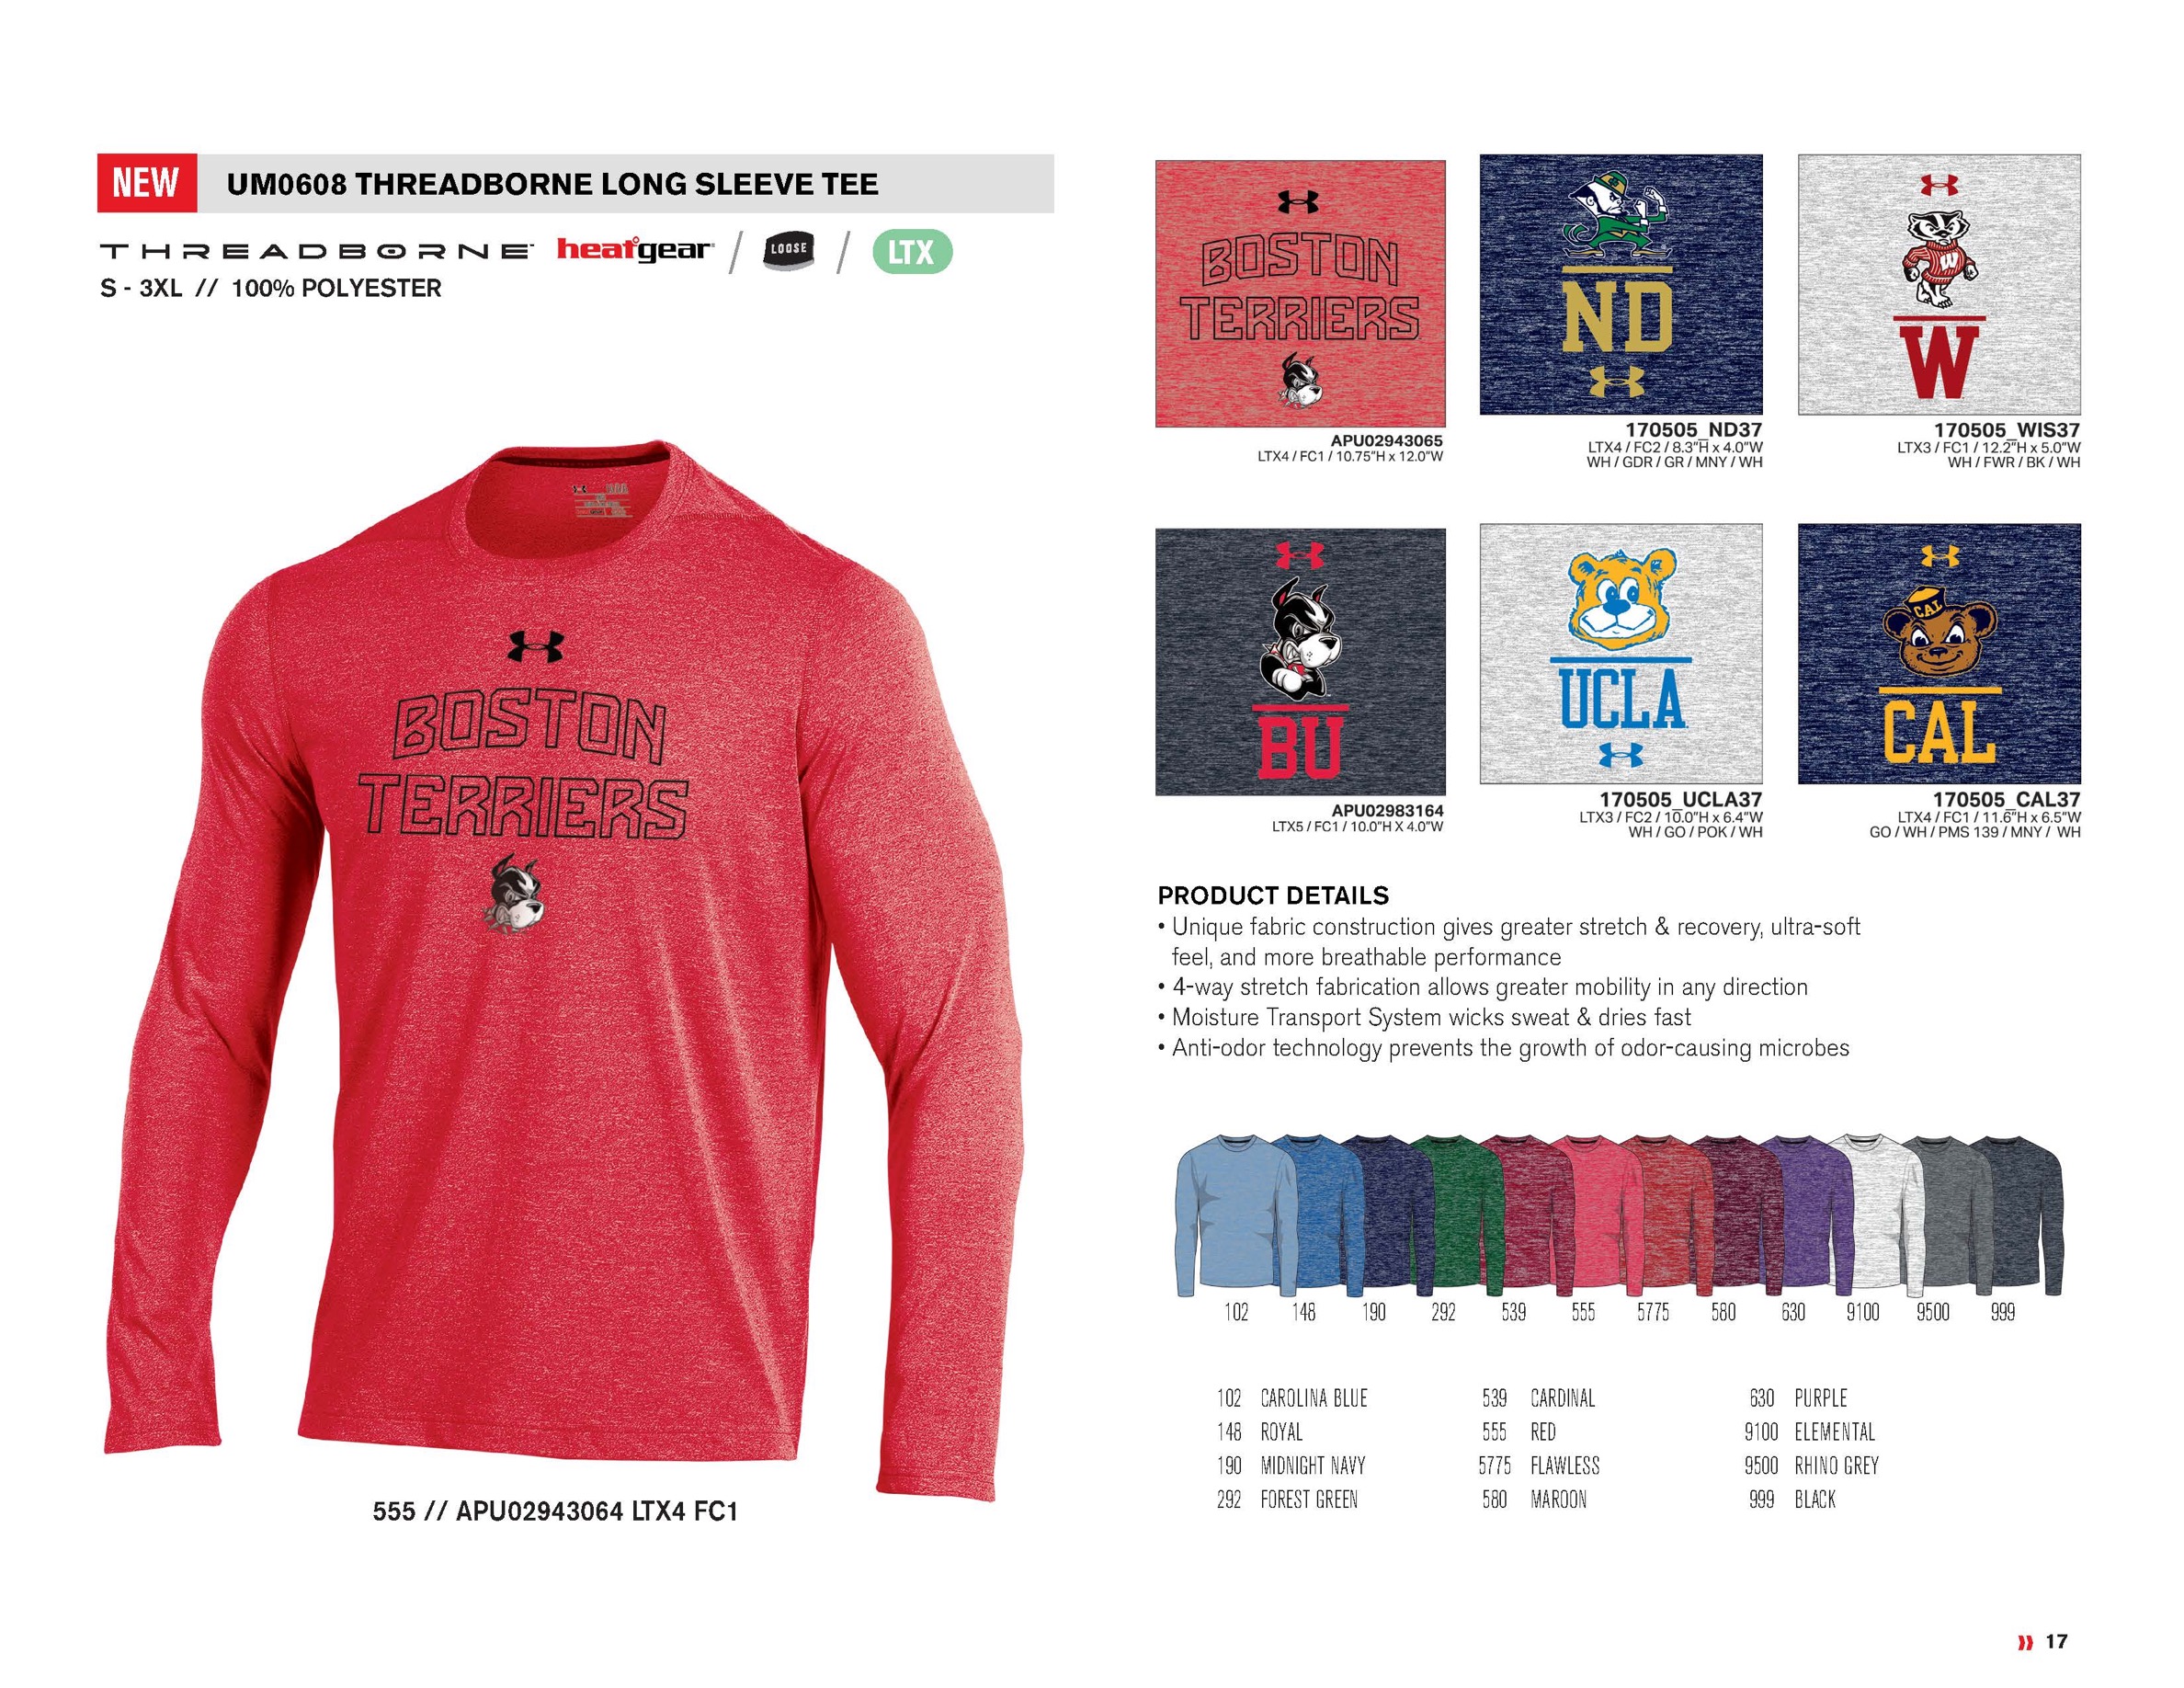 NEW
UM0608 THREADBORNE LONG SLEEVE TEE
THREADBORNE heatgear / LOOSE / LTX
S - 3XL // 100% POLYESTER
BOSTON
TERRIERS
555 // APU02943064 LTX4 FC1
BOSTON
TERRIERS
APU02943065
LTX4 / FC1 / 10.75"H x 12.0"W
ND
170505_ND37
LTX4 / FC2 / 8.3"H x 4.0"W
WH / GDR / GR / MNY / WH
W
W
170505_WIS37
LTX3 / FC1 / 12.2"H x 5.0"W
WH / FWR / BK / WH
BU
APU02983164
LTX5 / FC1 / 10.0"H X 4.0"W
UCLA
170505_UCLA37
LTX3 / FC2 / 10.0"H x 6.4"W
WH / GO / POK / WH
CAL
CAL
170505_CAL37
LTX4 / FC1 / 11.6"H x 6.5"W
GO / WH / PMS 139 / MNY / WH
PRODUCT DETAILS
• Unique fabric construction gives greater stretch & recovery, ultra-soft
feel, and more breathable performance
• 4-way stretch fabrication allows greater mobility in any direction
• Moisture Transport System wicks sweat & dries fast
• Anti-odor technology prevents the growth of odor-causing microbes
102 148 190 292 539 555 5775 580 630 9100 9500 999
102 CAROLINA BLUE
148 ROYAL
190 MIDNIGHT NAVY
292 FOREST GREEN
539 CARDINAL
555 RED
5775 FLAWLESS
580 MAROON
630 PURPLE
9100 ELEMENTAL
9500 RHINO GREY
999 BLACK
17